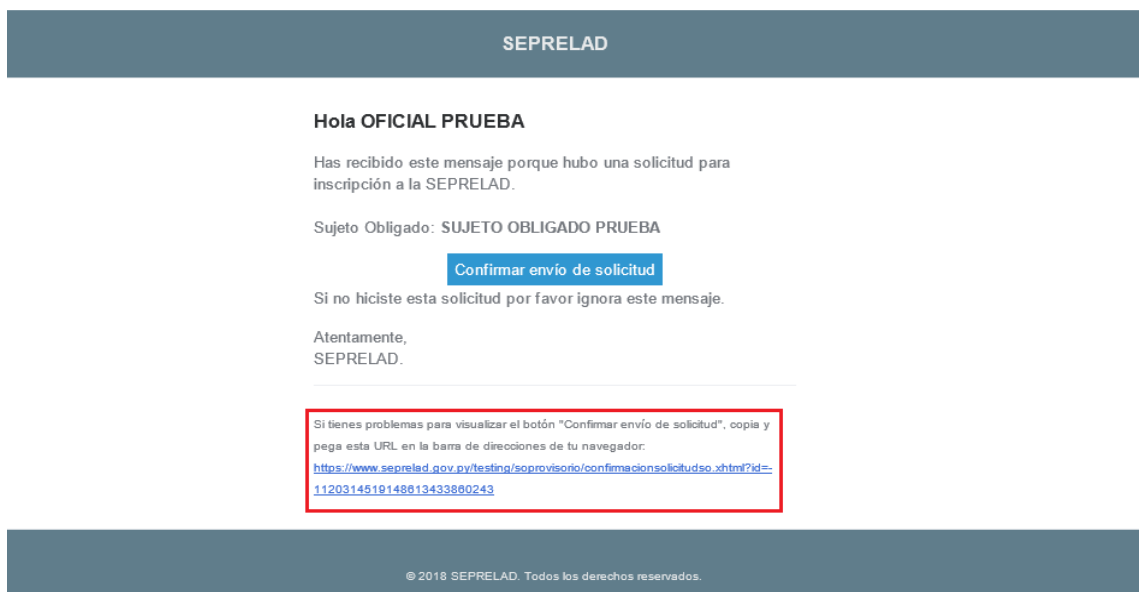 SEPRELAD
Hola OFICIAL PRUEBA
Has recibido este mensaje porque hubo una solicitud para
inscripción a la SEPRELAD.
Sujeto Obligado: SUJETO OBLIGADO PRUEBA
Confirmar envío de solicitud
Si no hiciste esta solicitud por favor ignora este mensaje.
Atentamente,
SEPRELAD.
Si tienes problemas para visualizar el botón "Confirmar envío de solicitud", copia y
pega esta URL en la barra de direcciones de tu navegador:
https://www.seprelad.gov.py/testing/soprovisorio/confirmacionsolicitudso.xhtml?id=-
1120314519148613433860243
© 2018 SEPRELAD. Todos los derechos reservados.